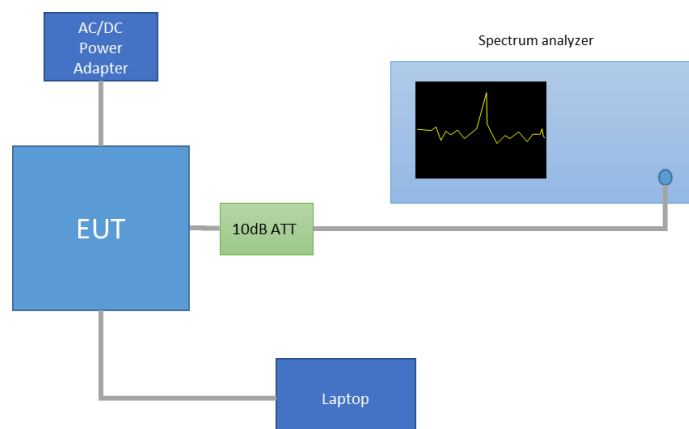 AC/DC
Power
Adapter
Spectrum analyzer
EUT
10dB ATT
Laptop